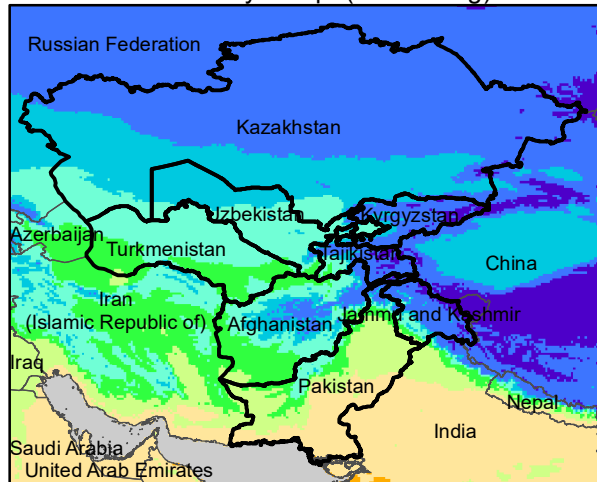 Russian Federation
Kazakhstan
Uzbekistan
Kyrgyzstan
Azerbaijan
Turkmenistan
Tajikistan
China
Iran
(Islamic Republic of)
Afghanistan
Jammu and Kashmir
Iraq
Pakistan
Nepal
India
Saudi Arabia
United Arab Emirates